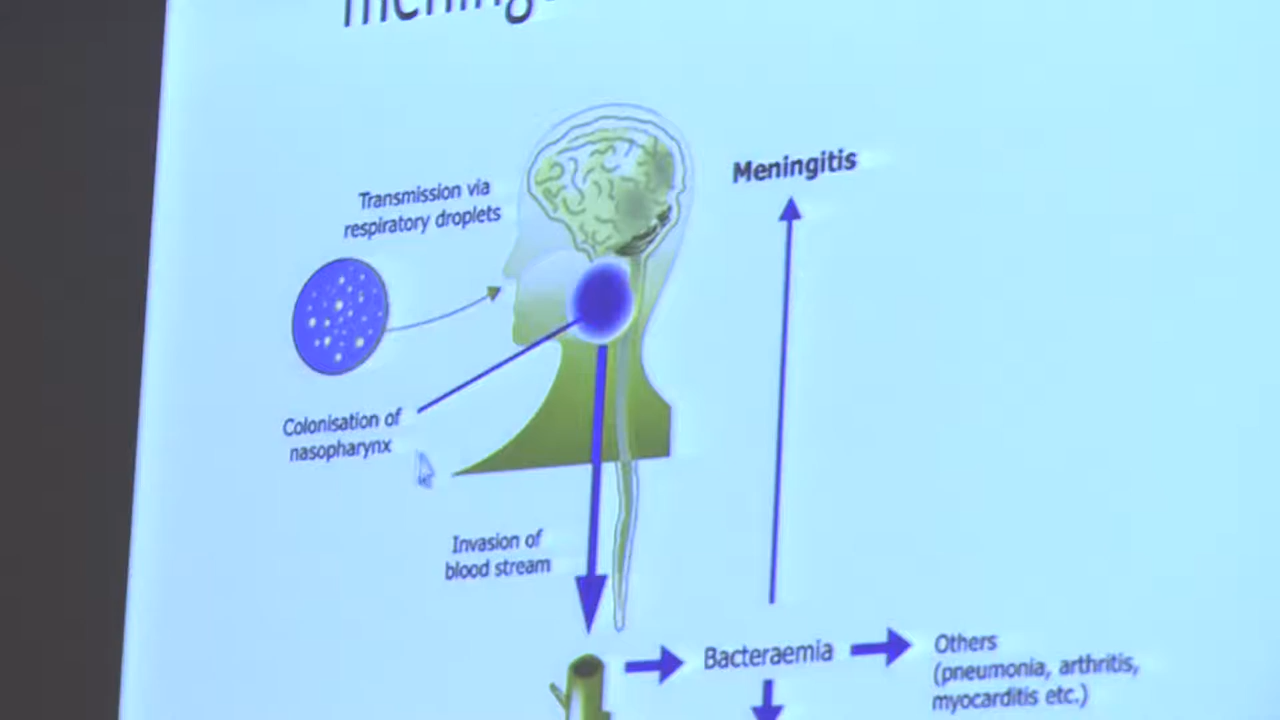 Meningitis
Transmission via
respiratory droplets
Colonisation of
nasopharynx
Invasion of
blood stream
Bacteraemia
Others
(pneumonia, arthritis,
myocarditis etc.)